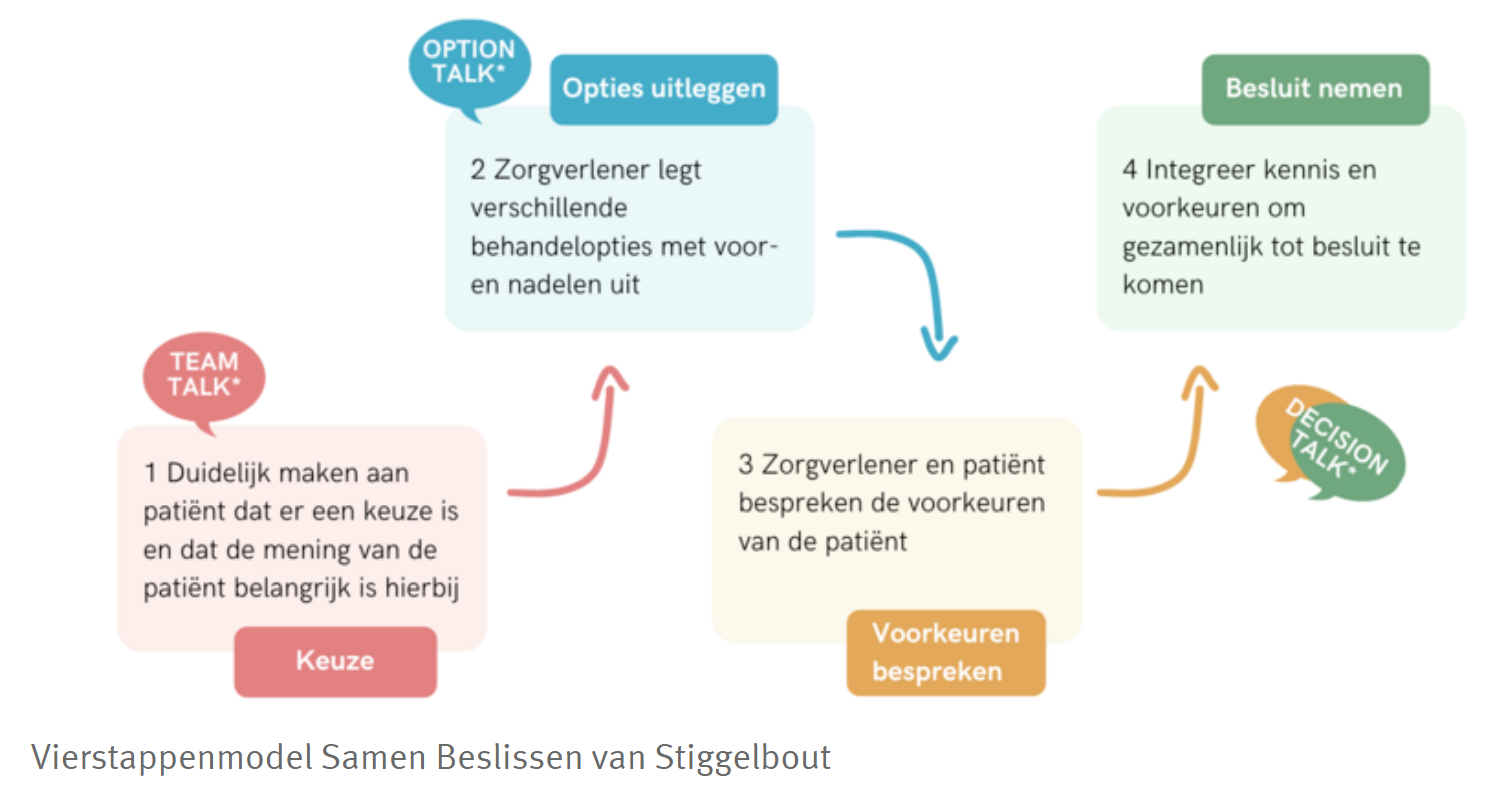 TEAM
TALK*
1 Duidelijk maken aan
patiënt dat er een keuze is
en dat de mening van de
patiënt belangrijk is hierbij
Keuze
OPTION
TALK*
Opties uitleggen
2 Zorgverlener legt
verschillende
behandelopties met voor-
en nadelen uit
3 Zorgverlener en patiënt
bespreken de voorkeuren
van de patiënt
Voorkeuren
bespreken
Besluit nemen
4 Integreer kennis en
voorkeuren om
gezamenlijk tot besluit te
komen
DECISION
TALK*
Vierstappenmodel Samen Beslissen van Stiggelbout